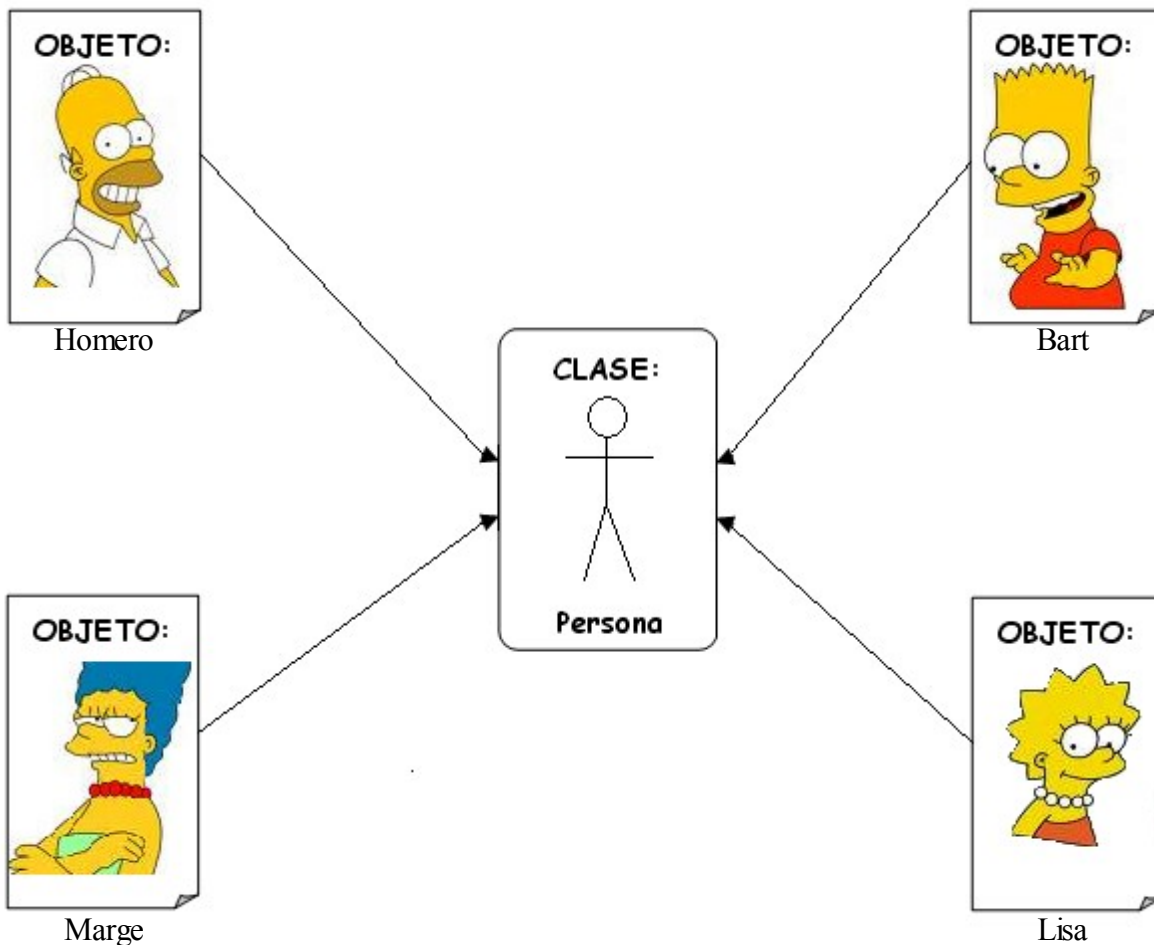 OBJETO:
Homero
OBJETO:
Bart
CLASE:
Persona
OBJETO:
Marge
OBJETO:
Lisa